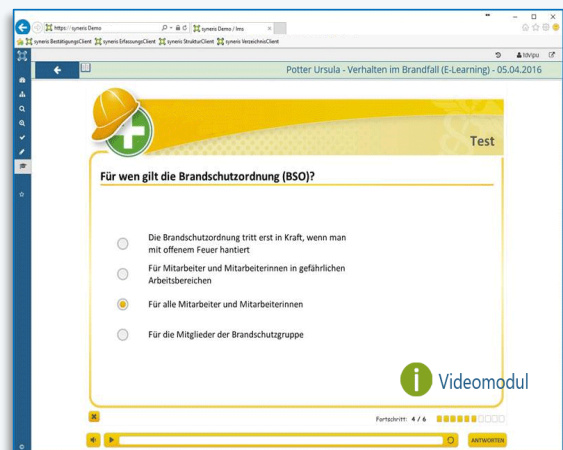 https://syneris Demo
syneris Demo / lms
syneris BestätigungsClient syneris ErfassungsClient syneris StrukturClient syneris VerzeichnisClient
tdvipu
Potter Ursula - Verhalten im Brandfall (E-Learning) - 05.04.2016
Test
Für wen gilt die Brandschutzordnung (BSO)?
Die Brandschutzordnung tritt erst in Kraft, wenn man
mit offenem Feuer hantiert
Für Mitarbeiter und Mitarbeiterinnen in gefährlichen
Arbeitsbereichen
Für alle Mitarbeiter und Mitarbeiterinnen
Für die Mitglieder der Brandschutzgruppe
i Videomodul
Fortschritt: 4 / 6
ANTWORTEN